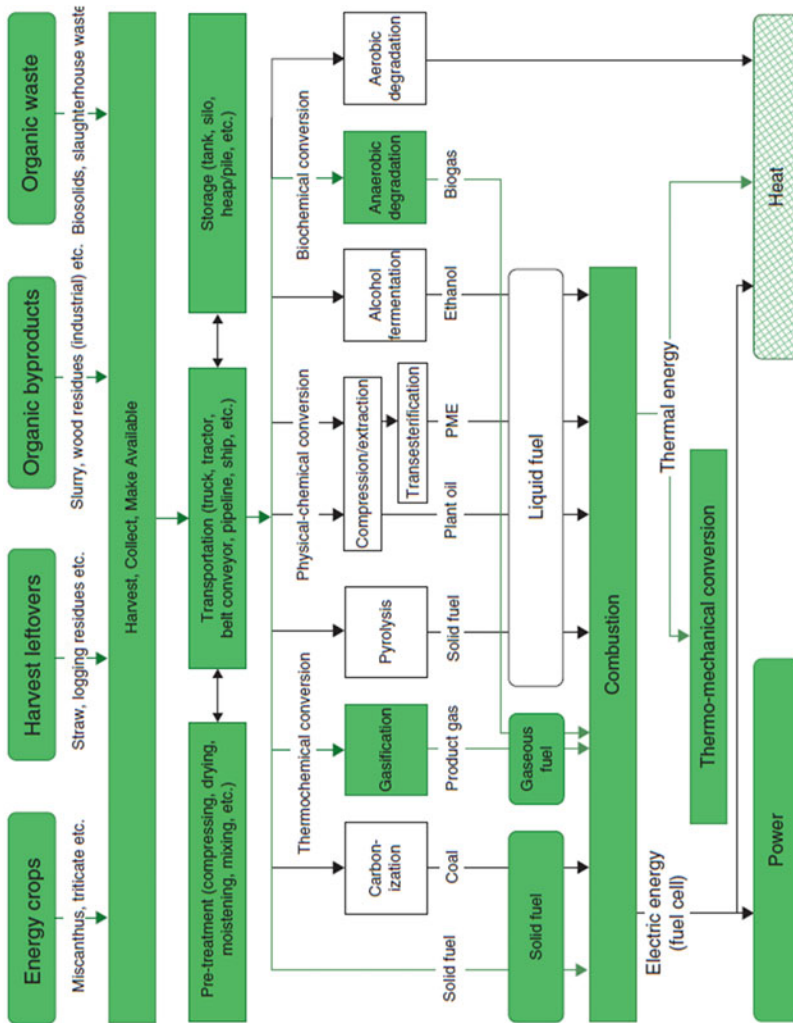 Energy crops
Harvest leftovers
Organic byproducts
Organic waste
Miscanthus, triticate etc.
Straw, logging residues etc.
Slurry, wood residues (industrial) etc.
Biosolids, slaughterhouse waste
Harvest, Collect, Make Available
Pre-treatment (compressing, drying,
moistening, mixing, etc.)
Transportation (truck, tractor,
belt conveyor, pipeline, ship, etc.)
Storage (tank, silo,
heap/pile, etc.)
Thermochemical conversion
Physical-chemical conversion
Biochemical conversion
Carbon-
ization
Gasification
Pyrolysis
Compression/extraction
Transesterification
Alcohol
fermentation
Anaerobic
degradation
Aerobic
degradation
Solid fuel
Coal
Product gas
Solid fuel
Plant oil
PME
Ethanol
Biogas
Solid fuel
Gaseous
fuel
Liquid fuel
Combustion
Electric energy
(fuel cell)
Thermal energy
Thermo-mechanical conversion
Power
Heat